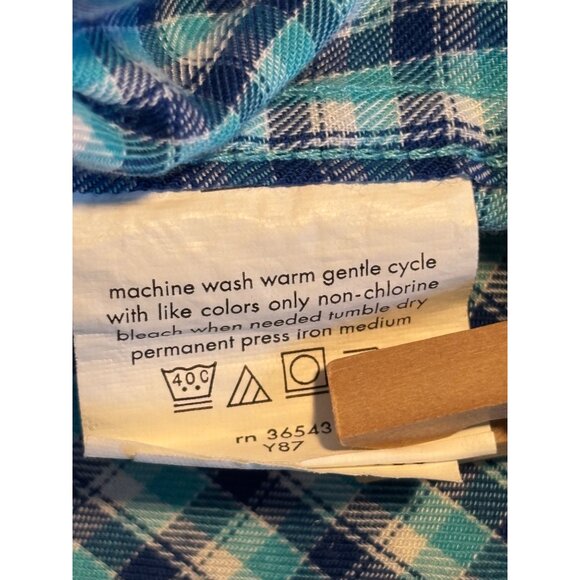 machine wash warm gentle cycle
with like colors only non-chlorine
bleach when needed tumble dry
permanent press iron medium
40C
rn 36543
Y87